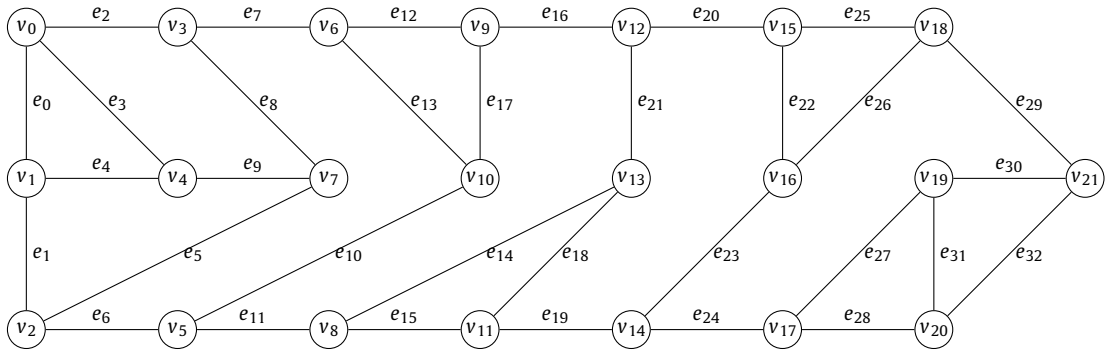 v0 e2 v3 e7 v6 e12 v9 e16 v12 e20 v15 e25 v18
e0 e3 e8 e13 e17 e21 e22 e26 e29
v1 e4 v4 e9 v7 v10 v13 v16 v19 e30 v21
e1 e5 e10 e14 e18 e23 e27 e31 e32
v2 e6 v5 e11 v8 e15 v11 e19 v14 e24 v17 e28 v20